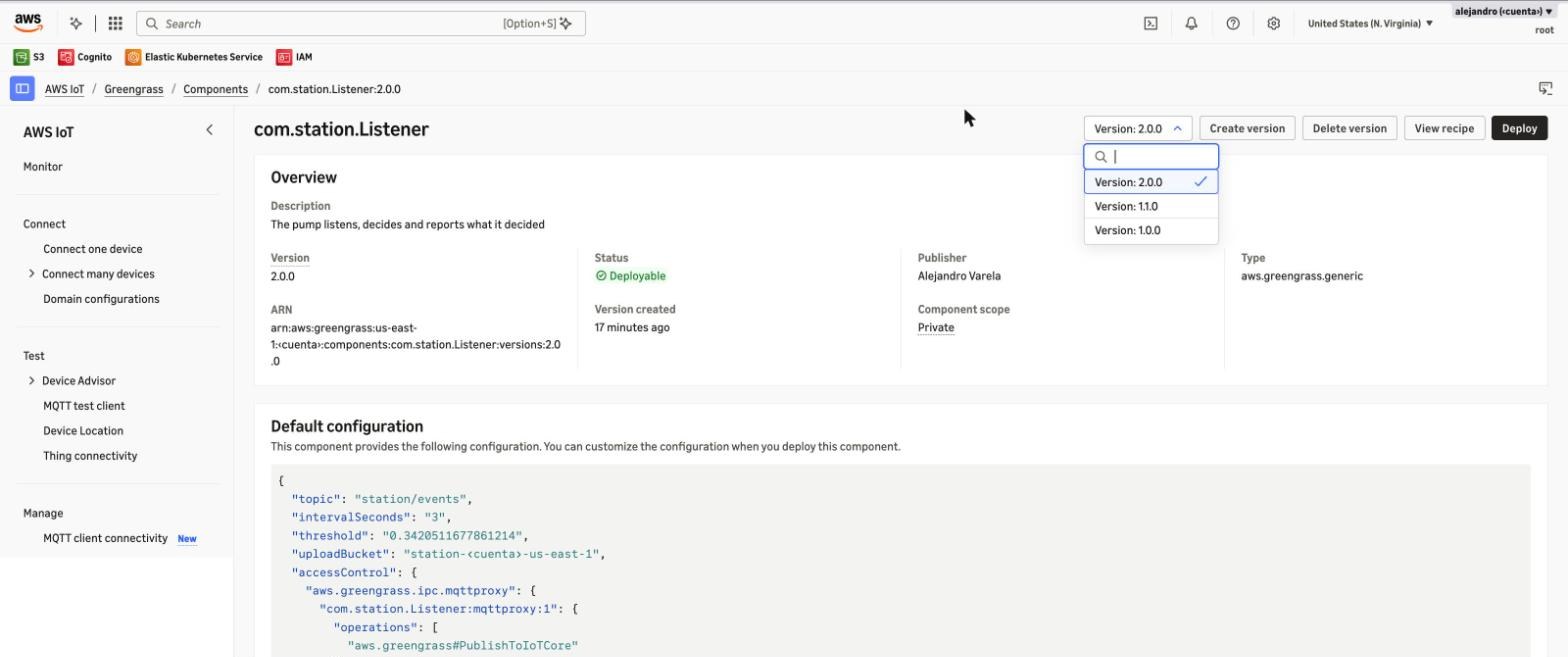 aws
Search
[Option+S]
United States (N. Virginia)
alejandro (‹cuenta›)
root
S3
Cognito
Elastic Kubernetes Service
IAM
AWS IoT / Greengrass / Components / com.station.Listener:2.0.0
AWS IoT
Monitor
Connect
Connect one device
Connect many devices
Domain configurations
Test
Device Advisor
MQTT test client
Device Location
Thing connectivity
Manage
MQTT client connectivity New
com.station.Listener
Version: 2.0.0
Create version
Delete version
View recipe
Deploy
Version: 2.0.0
Version: 1.1.0
Version: 1.0.0
Overview
Description
The pump listens, decides and reports what it decided
Version
2.0.0
Status
Deployable
Publisher
Alejandro Varela
Type
aws.greengrass.generic
ARN
arn:aws:greengrass:us-east-
1:‹cuenta›:components:com.station.Listener:versions:2.0
.0
Version created
17 minutes ago
Component scope
Private
Default configuration
This component provides the following configuration. You can customize the configuration when you deploy this component.
{
"topic": "station/events",
"intervalSeconds": "3",
"threshold": "0.3420511677861214",
"uploadBucket": "station-‹cuenta›-us-east-1",
"accessControl": {
"aws.greengrass.ipc.mqttproxy": {
"com.station.Listener:mqttproxy:1": {
"operations": [
"aws.greengrass#PublishToIoTCore"